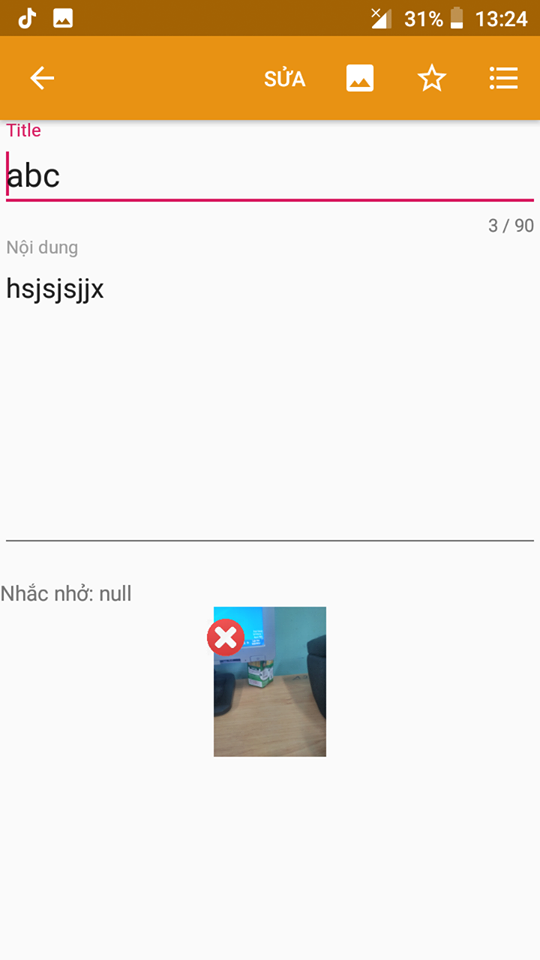 31% 13:24
SỬA
Title
abc
3 / 90
Nội dung
hsjsjsjjx
Nhắc nhở: null